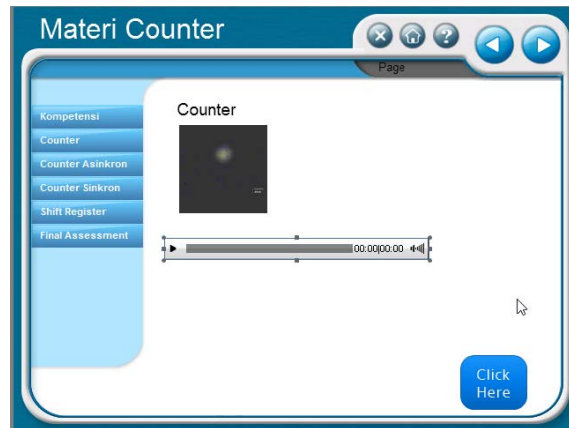 Materi Counter
?
Page
Kompetensi
Counter
Counter Asinkron
Counter Sinkron
Shift Register
Final Assessment
Counter
00:00|00:00
Click
Here